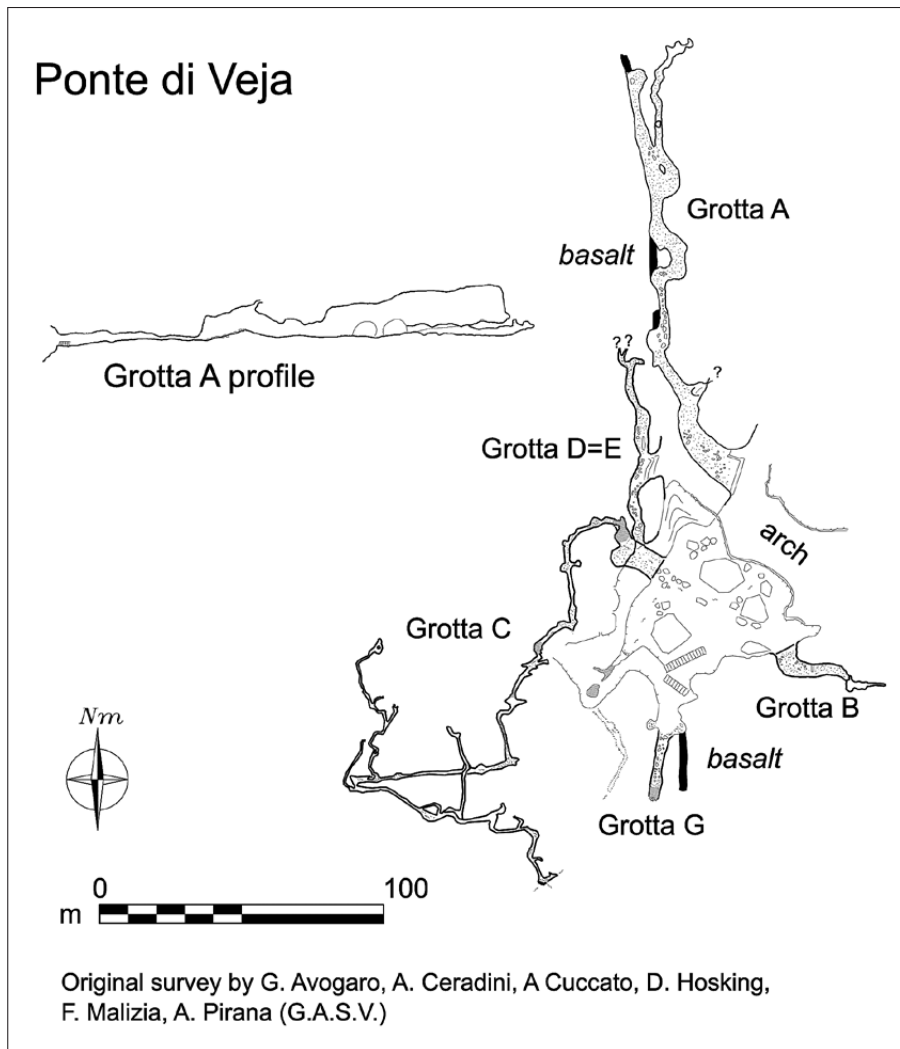 Ponte di Veja
Grotta A
basalt
Grotta A profile
? ?
?
Grotta D=E
arch
Grotta C
Grotta B
Nm
basalt
Grotta G
0 100
m
Original survey by G. Avogaro, A. Ceradini, A Cuccato, D. Hosking,
F. Malizia, A. Pirana (G.A.S.V.)